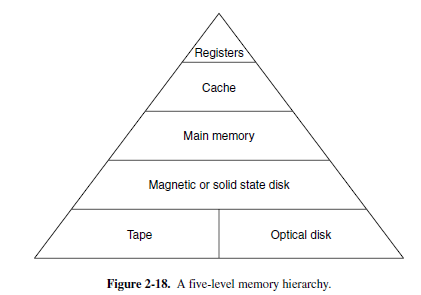 Registers
Cache
Main memory
Magnetic or solid state disk
Tape
Optical disk
Figure 2-18. A five-level memory hierarchy.